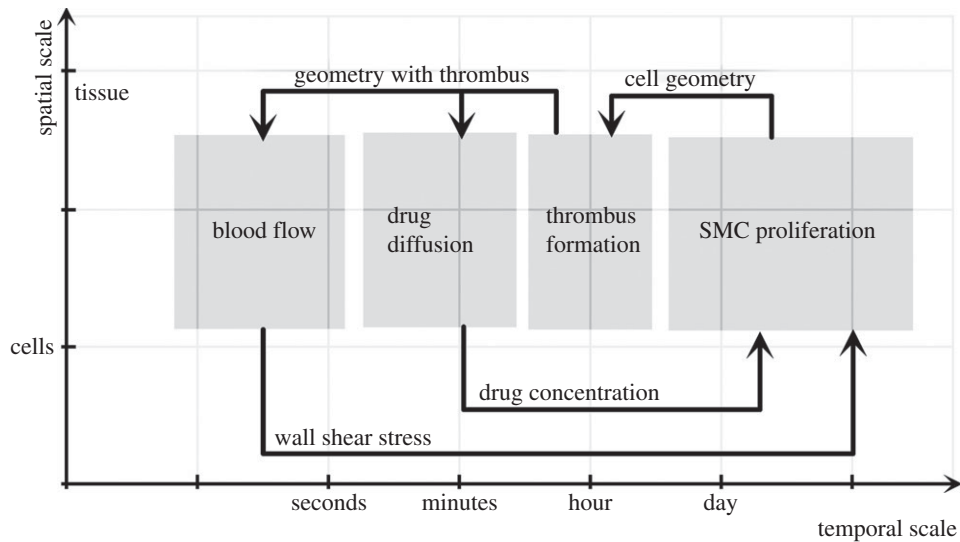 spatial scale
tissue
cells
geometry with thrombus
cell geometry
blood flow
drug
diffusion
thrombus
formation
SMC proliferation
drug concentration
wall shear stress
seconds
minutes
hour
day
temporal scale